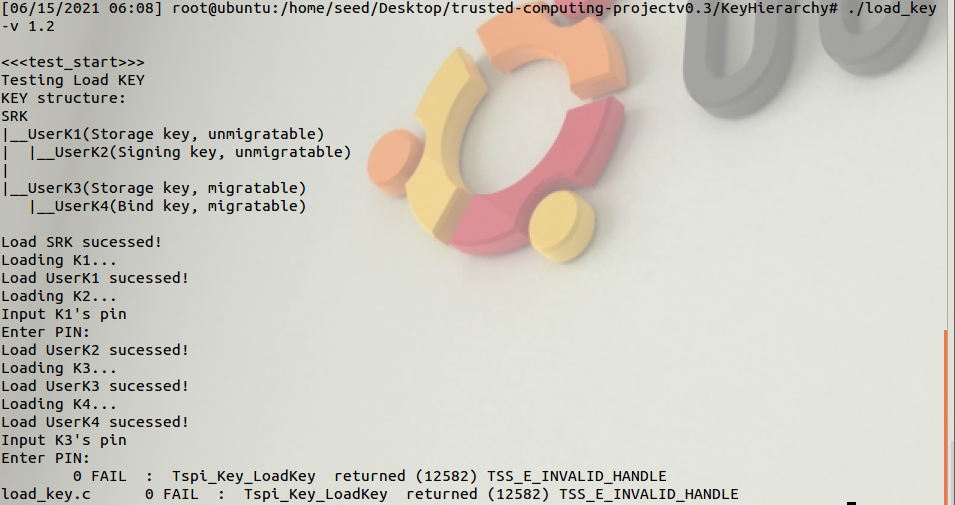 [06/15/2021 06:08] root@ubuntu:/home/seed/Desktop/trusted-computing-projectv0.3/KeyHierarchy# ./load_key
-v 1.2
<<<test_start>>>
Testing Load KEY
KEY structure:
SRK
|__UserK1(Storage key, unmigratable)
|  |__UserK2(Signing key, unmigratable)
|
|__UserK3(Storage key, migratable)
   |__UserK4(Bind key, migratable)
Load SRK sucessed!
Loading K1...
Load UserK1 sucessed!
Loading K2...
Input K1's pin
Enter PIN:
Load UserK2 sucessed!
Loading K3...
Load UserK3 sucessed!
Loading K4...
Load UserK4 sucessed!
Input K3's pin
Enter PIN:
        0 FAIL  :  Tspi_Key_LoadKey  returned (12582) TSS_E_INVALID_HANDLE
load_key.c      0 FAIL  :  Tspi_Key_LoadKey  returned (12582) TSS_E_INVALID_HANDLE